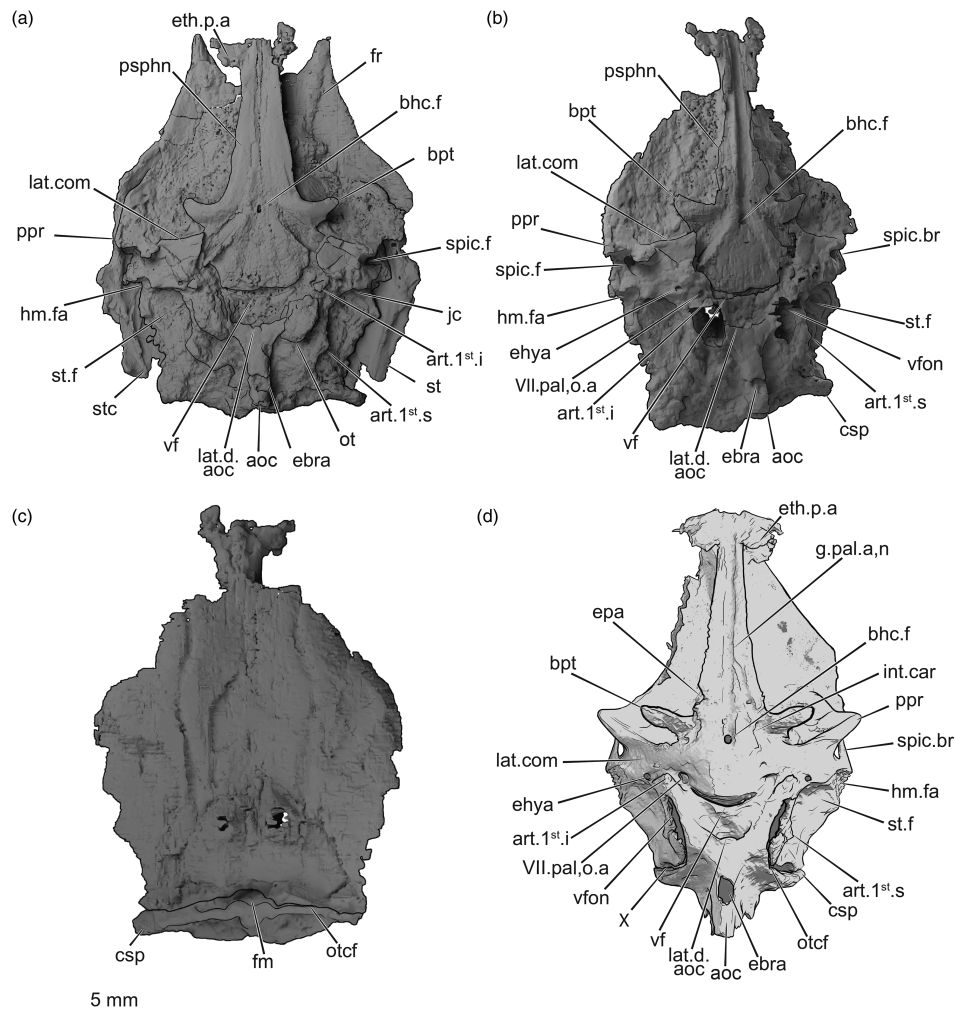 (a)
eth.p.a
psphn
fr
bhc.f
bpt
lat.com
ppr
spic.f
hm.fa
jc
st.f
art.1st.i
stc
st
art.1st.s
vf
ot
lat.d.
aoc
aoc
ebra
(b)
psphn
bpt
bhc.f
lat.com
ppr
spic.br
spic.f
hm.fa
st.f
ehya
vfon
VII.pal,o.a
art.1st.i
art.1st.s
vf
csp
lat.d.
aoc
ebra
aoc
(c)
csp
fm
otcf
5 mm
(d)
eth.p.a
g.pal.a,n
epa
bhc.f
bpt
int.car
ppr
spic.br
lat.com
ehya
hm.fa
art.1st.i
st.f
VII.pal,o.a
vfon
art.1st.s
X
csp
vf
otcf
lat.d.
aoc
aoc
ebra